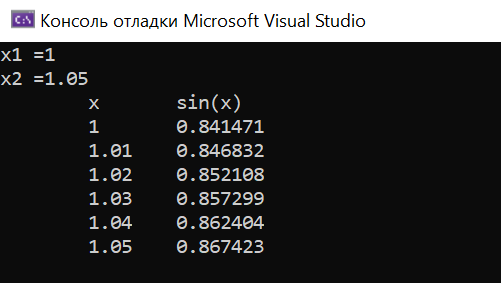 Консоль отладки Microsoft Visual Studio
x1 =1
x2 =1.05
x sin(x)
1 0.841471
1.01 0.846832
1.02 0.852108
1.03 0.857299
1.04 0.862404
1.05 0.867423